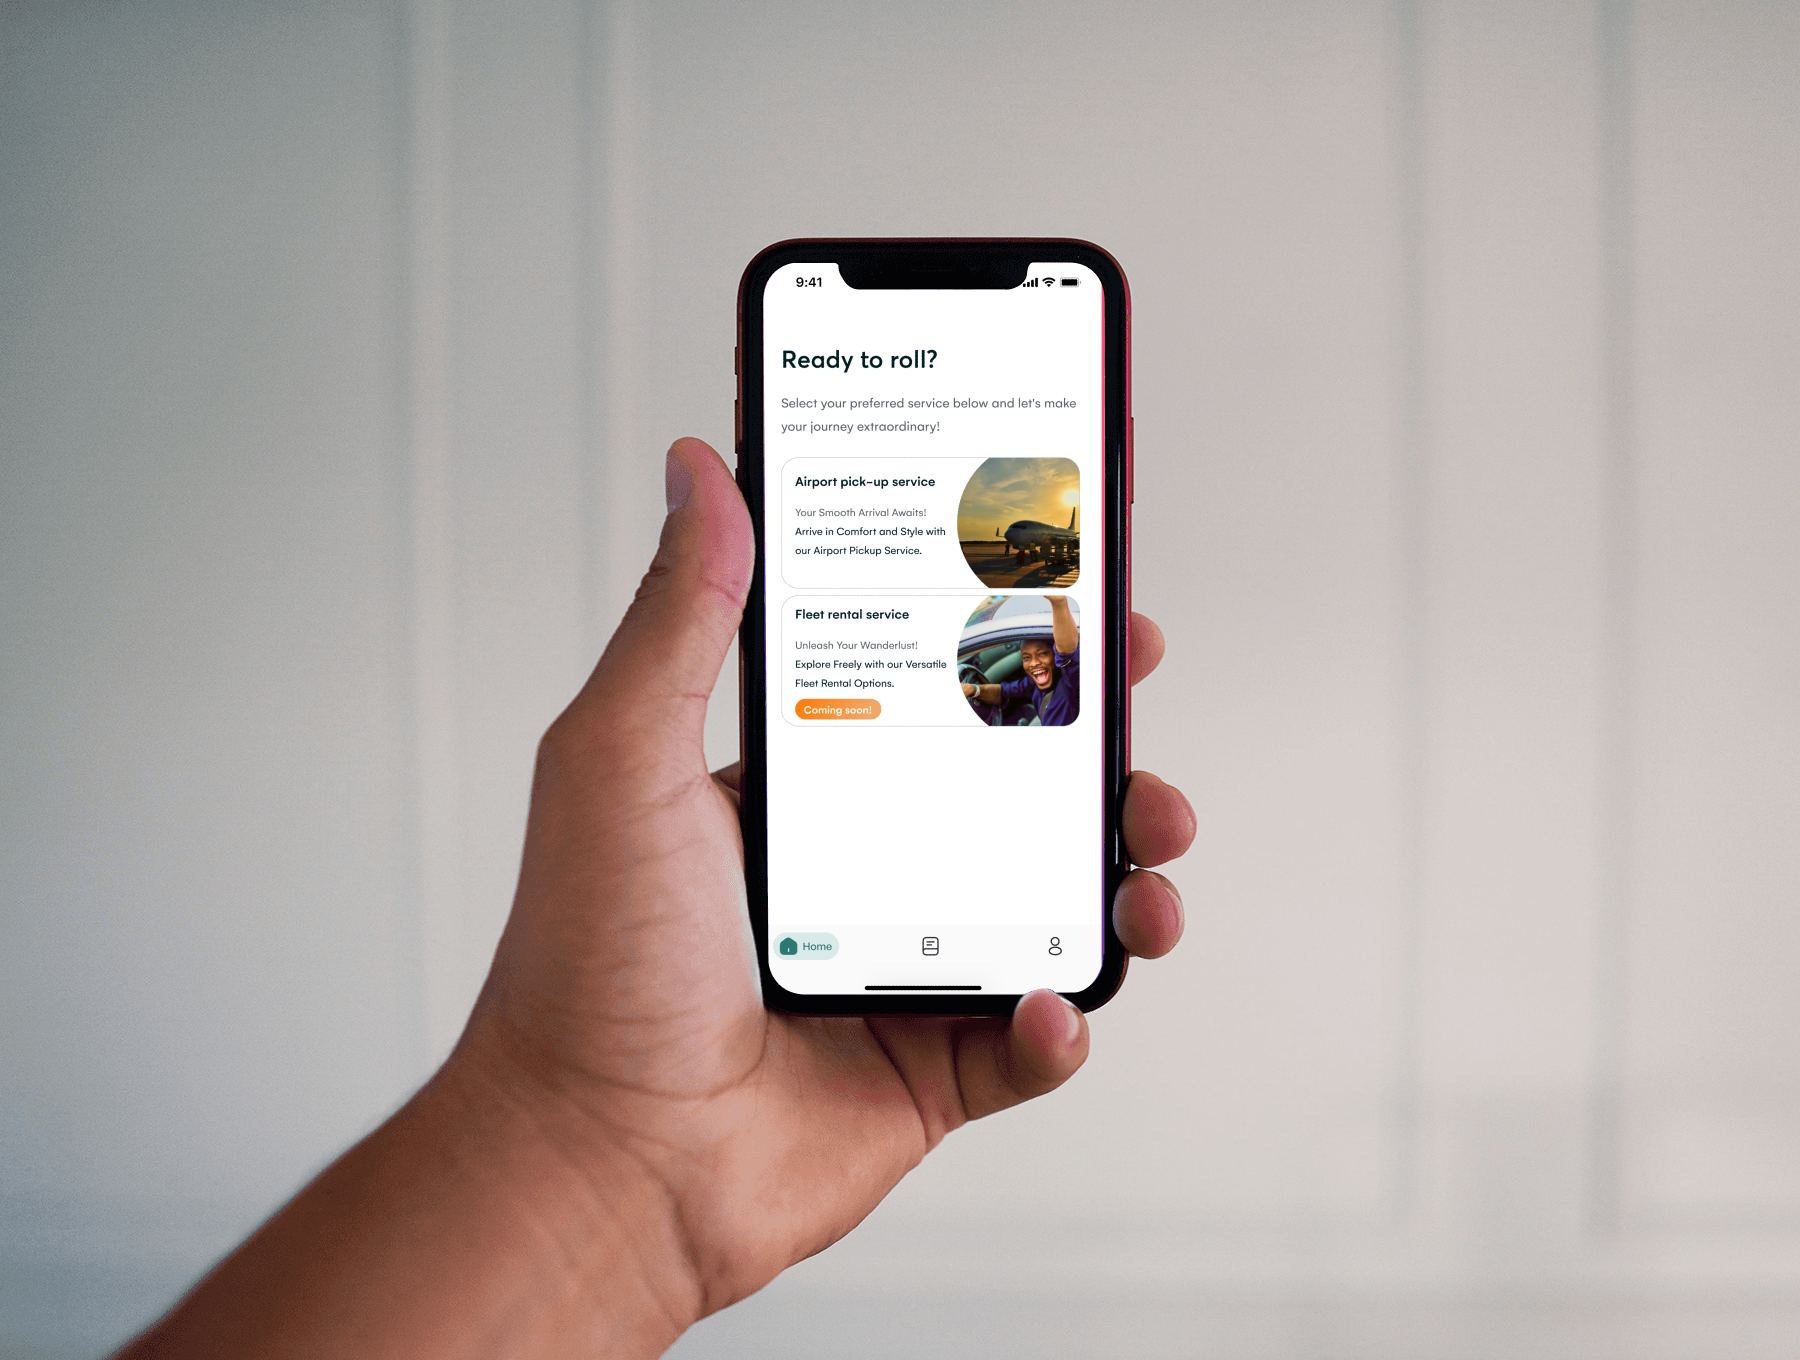 9:41
Ready to roll?
Select your preferred service below and let's make
your journey extraordinary!
Airport pick-up service
Your Smooth Arrival Awaits!
Arrive in Comfort and Style with
our Airport Pickup Service.
Fleet rental service
Unleash Your Wanderlust!
Explore Freely with our Versatile
Fleet Rental Options.
Coming soon!
Home